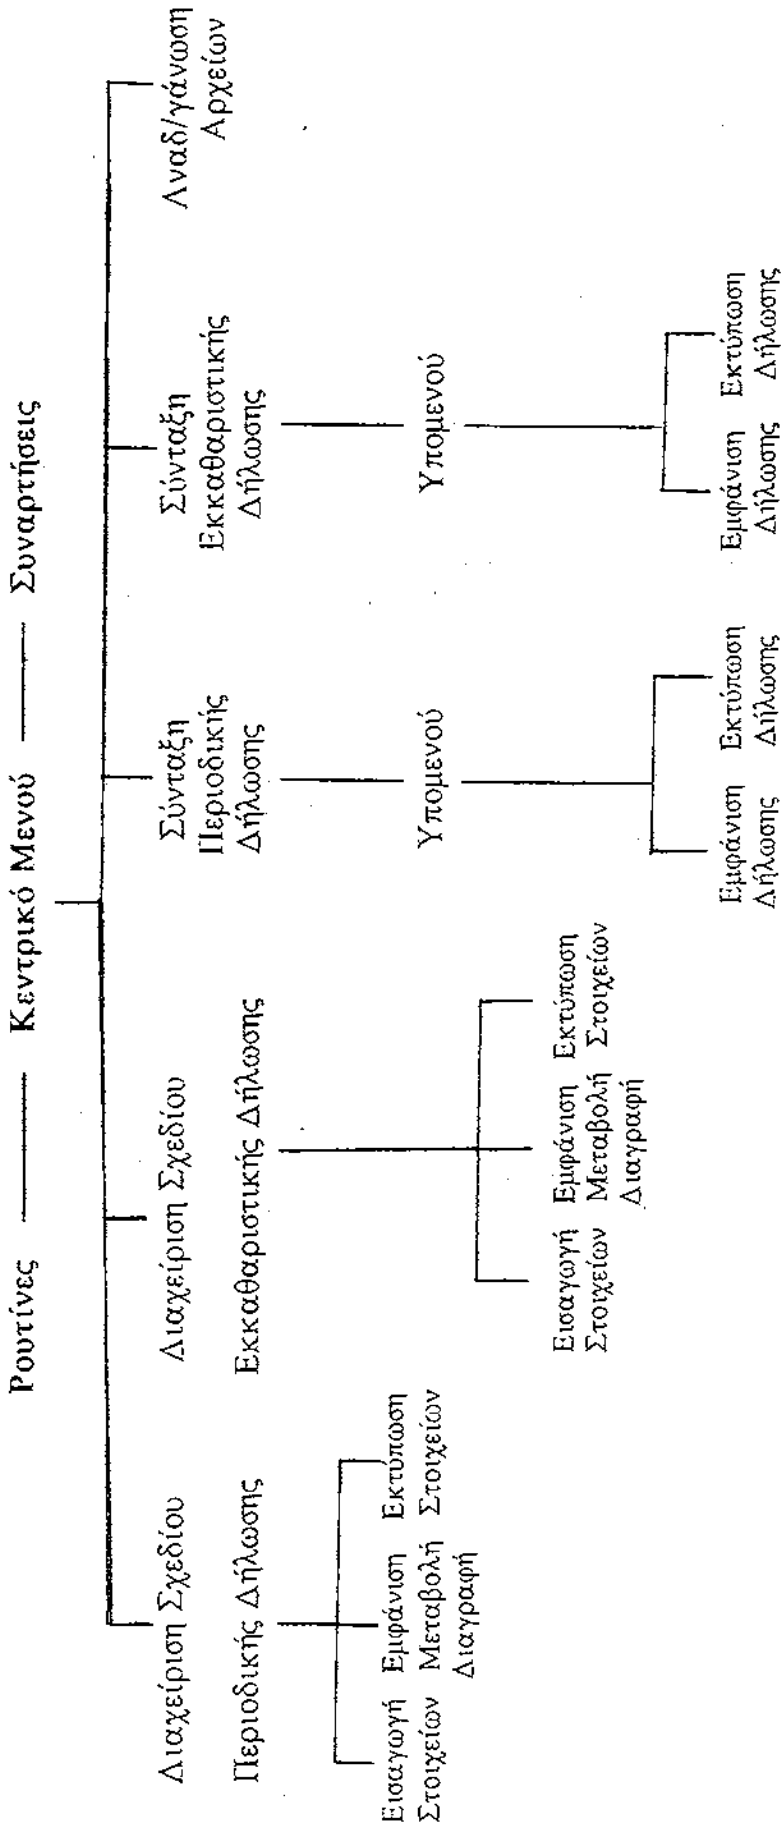 Ρουτίνες Κεντρικό Μενού Συναρτήσεις
Διαχείριση Σχεδίου
Περιοδικής Δήλωσης
Εισαγωγή
Στοιχείων
Εμφάνιση
Μεταβολή
Διαγραφή
Εκτύπωση
Στοιχείων
Διαχείριση Σχεδίου
Εκκαθαριστικής Δήλωσης
Εισαγωγή
Στοιχείων
Εμφάνιση
Μεταβολή
Διαγραφή
Εκτύπωση
Στοιχείων
Σύνταξη
Περιοδικής
Δήλωσης
Υπομενού
Εμφάνιση
Δήλωσης
Εκτύπωση
Δήλωσης
Σύνταξη
Εκκαθαριστικής
Δήλωσης
Υπομενού
Εμφάνιση
Δήλωσης
Εκτύπωση
Δήλωσης
Αναδ/γάνωση
Αρχείων